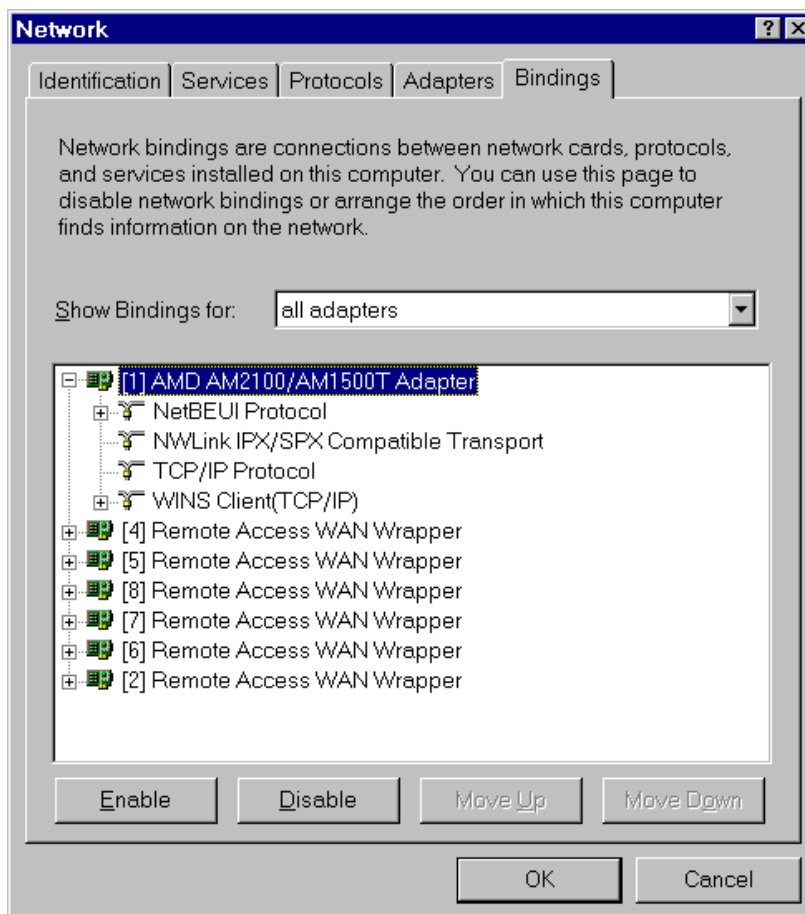 Network
Identification Services Protocols Adapters Bindings
Network bindings are connections between network cards, protocols,
and services installed on this computer. You can use this page to
disable network bindings or arrange the order in which this computer
finds information on the network.
Show Bindings for: all adapters
[1] AMD AM2100/AM1500T Adapter
NetBEUI Protocol
NWLink IPX/SPX Compatible Transport
TCP/IP Protocol
WINS Client(TCP/IP)
[4] Remote Access WAN Wrapper
[5] Remote Access WAN Wrapper
[8] Remote Access WAN Wrapper
[7] Remote Access WAN Wrapper
[6] Remote Access WAN Wrapper
[2] Remote Access WAN Wrapper
Enable Disable Move Up Move Down
OK Cancel